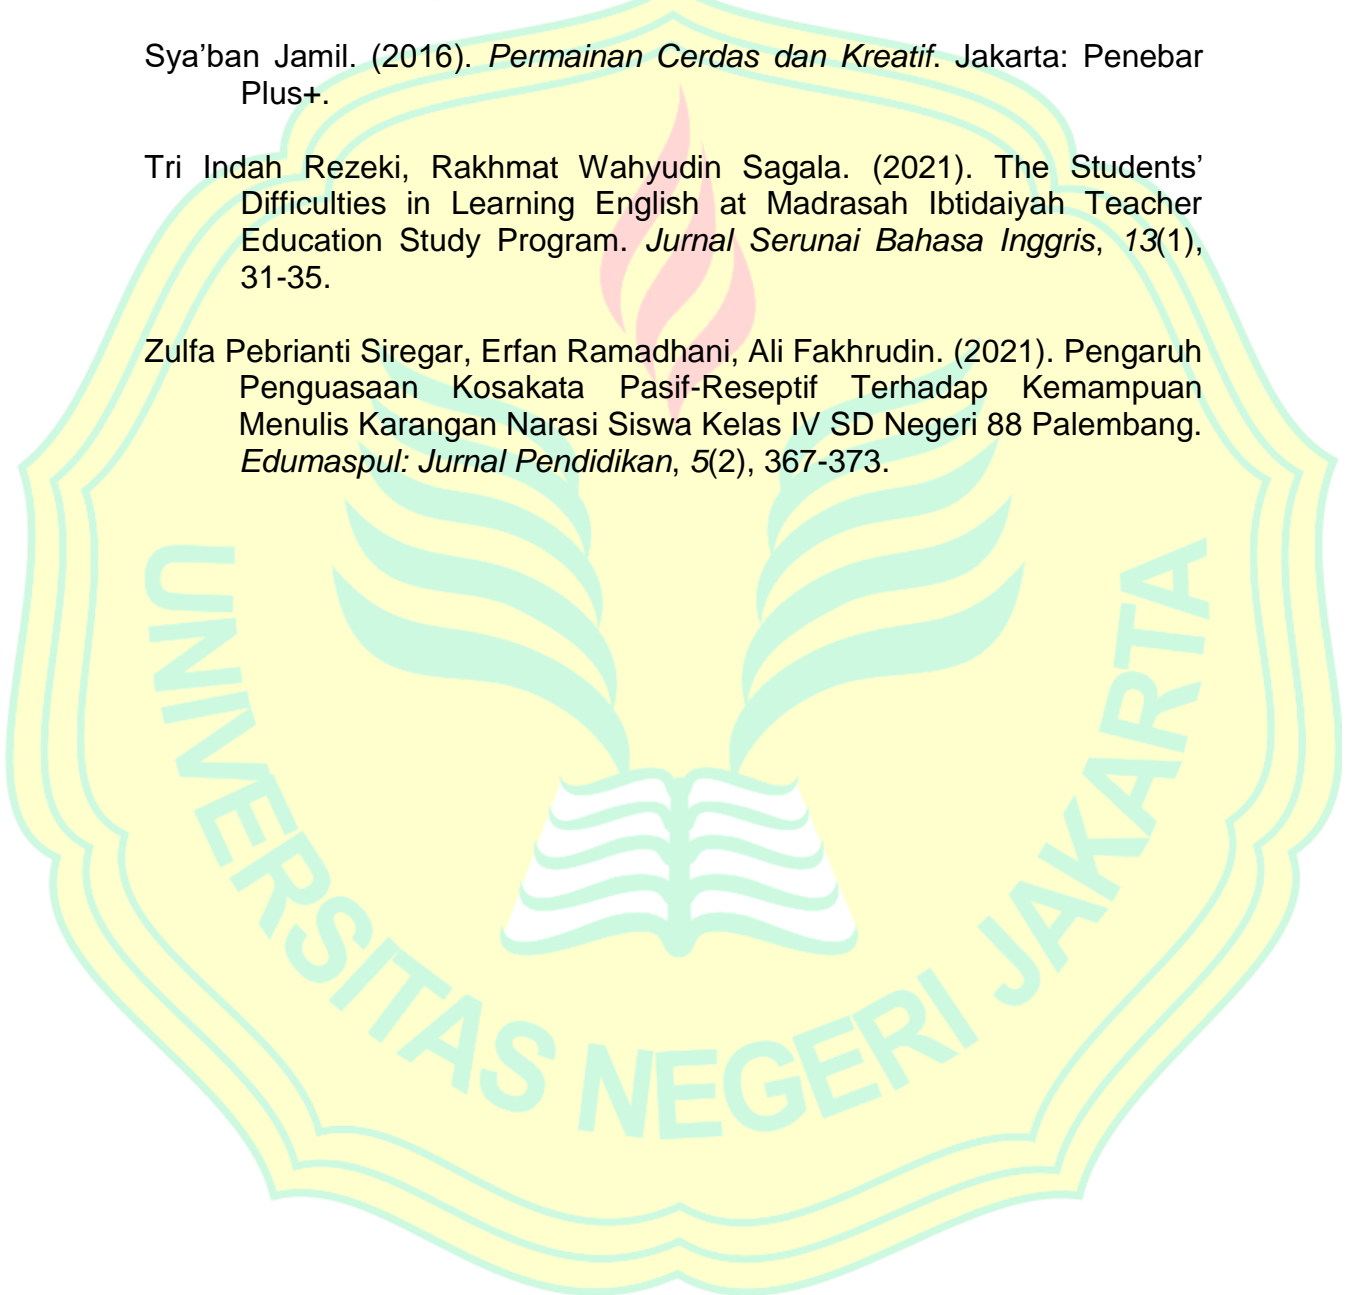 Sya’ban Jamil. (2016). Permainan Cerdas dan Kreatif. Jakarta: Penebar
Plus+.
Tri Indah Rezeki, Rakhmat Wahyudin Sagala. (2021). The Students’
Difficulties in Learning English at Madrasah Ibtidaiyah Teacher
Education Study Program. Jurnal Serunai Bahasa Inggris, 13(1),
31-35.
Zulfa Pebrianti Siregar, Erfan Ramadhani, Ali Fakhrudin. (2021). Pengaruh
Penguasaan Kosakata Pasif-Reseptif Terhadap Kemampuan
Menulis Karangan Narasi Siswa Kelas IV SD Negeri 88 Palembang.
Edumaspul: Jurnal Pendidikan, 5(2), 367-373.
UNIVERSITAS NEGERI JAKARTA